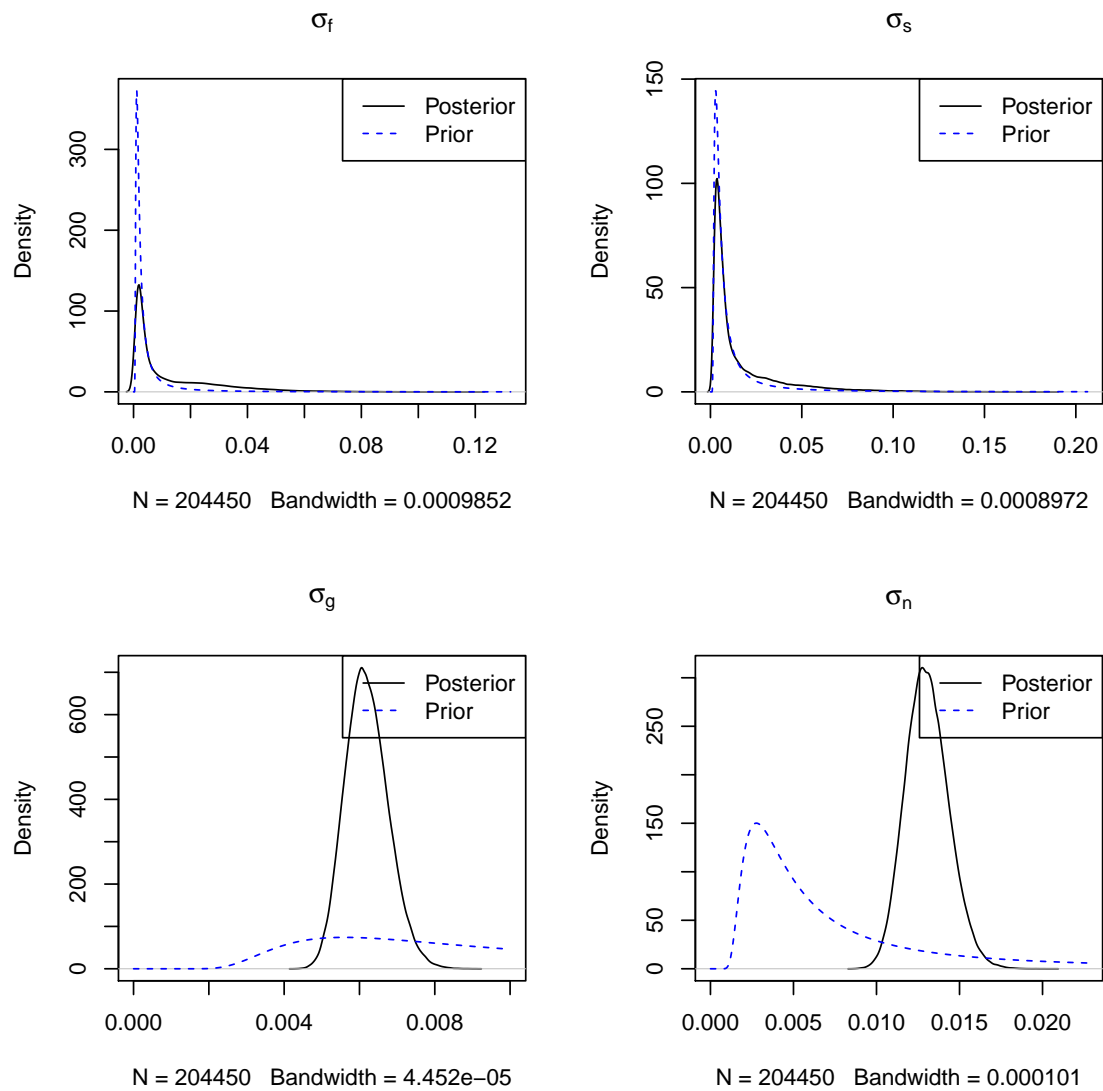 σf
Density
0 100 200 300
Posterior
Prior
0.00 0.04 0.08 0.12
N = 204450 Bandwidth = 0.0009852
σs
Density
0 50 100 150
Posterior
Prior
0.00 0.05 0.10 0.15 0.20
N = 204450 Bandwidth = 0.0008972
σg
Density
0 200 400 600
Posterior
Prior
0.000 0.004 0.008
N = 204450 Bandwidth = 4.452e−05
σn
Density
0 50 150 250
Posterior
Prior
0.000 0.005 0.010 0.015 0.020
N = 204450 Bandwidth = 0.000101